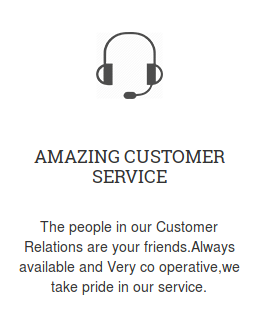 AMAZING CUSTOMER
SERVICE
The people in our Customer
Relations are your friends.Always
available and Very co operative,we
take pride in our service.